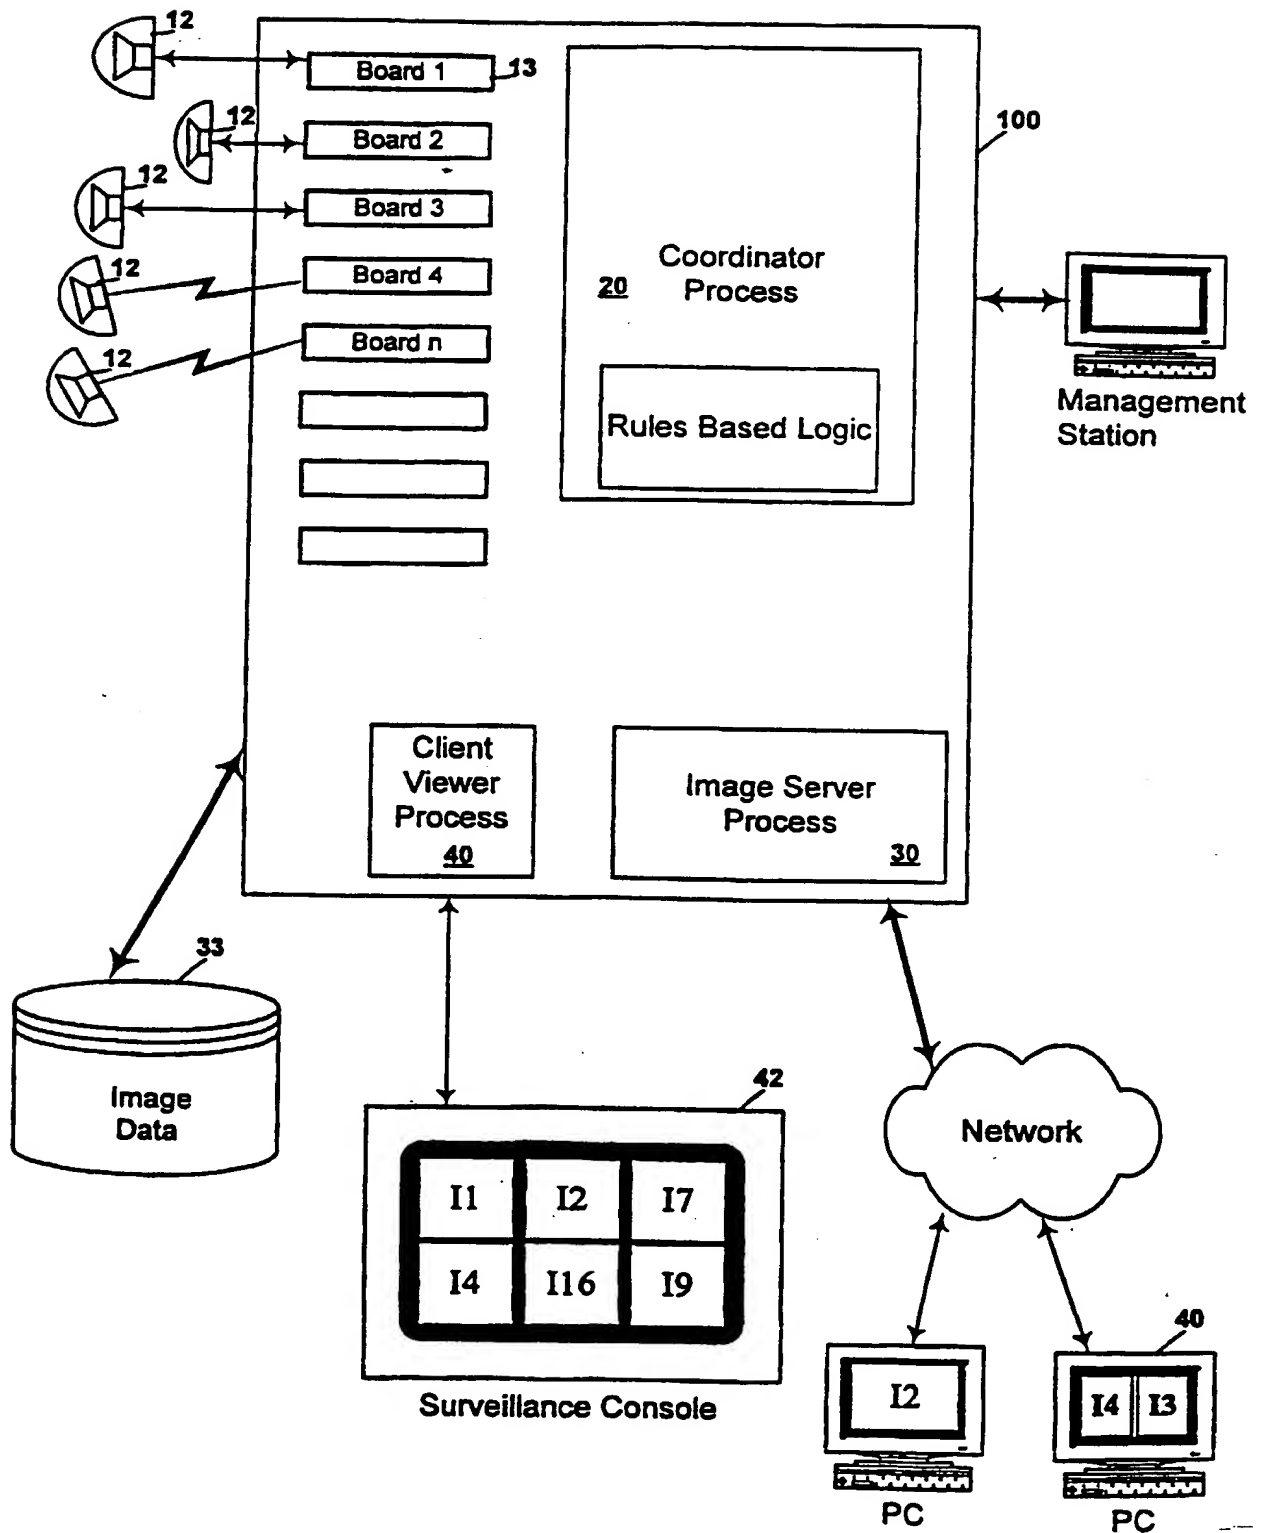 12
Board 1
13
12
Board 2
12
Board 3
12
Board 4
12
Board n
100
Coordinator
Process
20
Rules Based Logic
Management
Station
Client
Viewer
Process
40
Image Server
Process
30
33
Image
Data
42
I1 I2 I7
I4 I16 I9
Surveillance Console
Network
I2
PC
40
I4 I3
PC